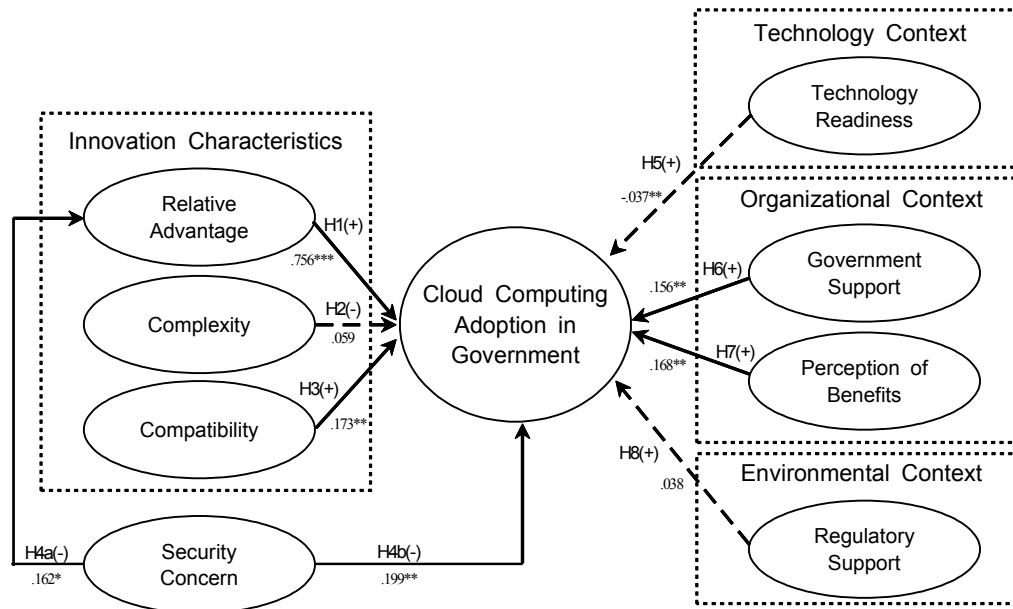 Technology Context
Technology
Readiness
Innovation Characteristics
Relative
Advantage
H1(+)
.756***
Complexity
H2(-)
.059
Compatibility
H3(+)
.173**
Security
Concern
H4a(-)
.162*
H4b(-)
.199**
Cloud Computing
Adoption in
Government
H5(+)
-.037**
Organizational Context
Government
Support
H6(+)
.156**
Perception of
Benefits
H7(+)
.168**
H8(+)
.038
Environmental Context
Regulatory
Support